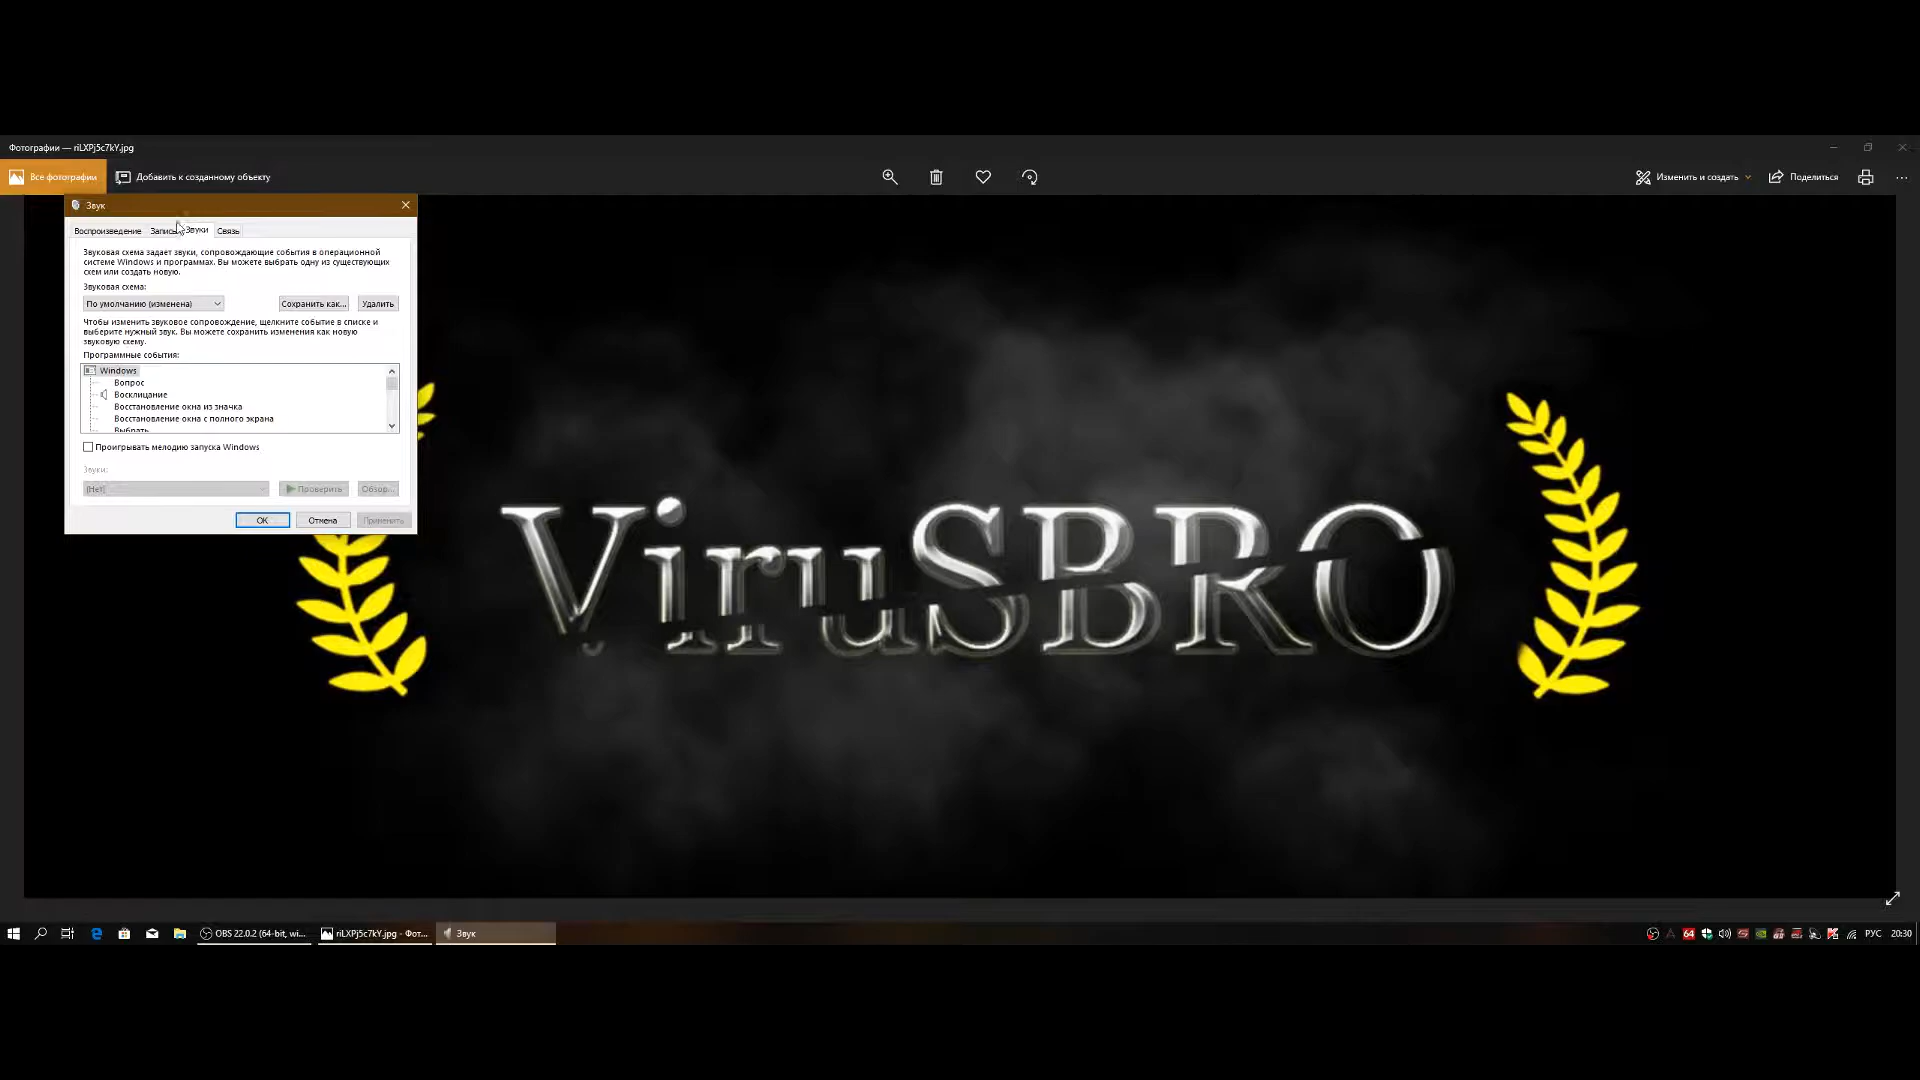 Фотографии — riLXPj5c7kY.jpg
Все фотографии
Добавить к созданному объекту
Изменить и создать
Поделиться
Звук
Воспроизведение
Запись
Звуки
Связь
Звуковая схема задает звуки, сопровождающие события в операционной
системе Windows и программах. Вы можете выбрать одну из существующих
схем или создать новую.
Звуковая схема:
По умолчанию (изменена)
Сохранить как...
Удалить
Чтобы изменить звуковое сопровождение, щелкните событие в списке и
выберите нужный звук. Вы можете сохранить изменения как новую
звуковую схему.
Программные события:
Windows
Вопрос
Восклицание
Восстановление окна из значка
Восстановление окна с полного экрана
Выбрать
Проигрывать мелодию запуска Windows
Звуки:
(Нет)
Проверить
Обзор...
OK
Отмена
Применить
ViruSBRO
OBS 22.0.2 (64-bit, wi...
riLXPj5c7kY.jpg - Фот...
Звук
64
РУС
20:30